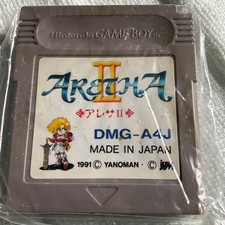 Nintendo GAME BOY
II
ARETHA
アレサII
DMG-A4J
MADE IN JAPAN
1991 © YANOMAN ©